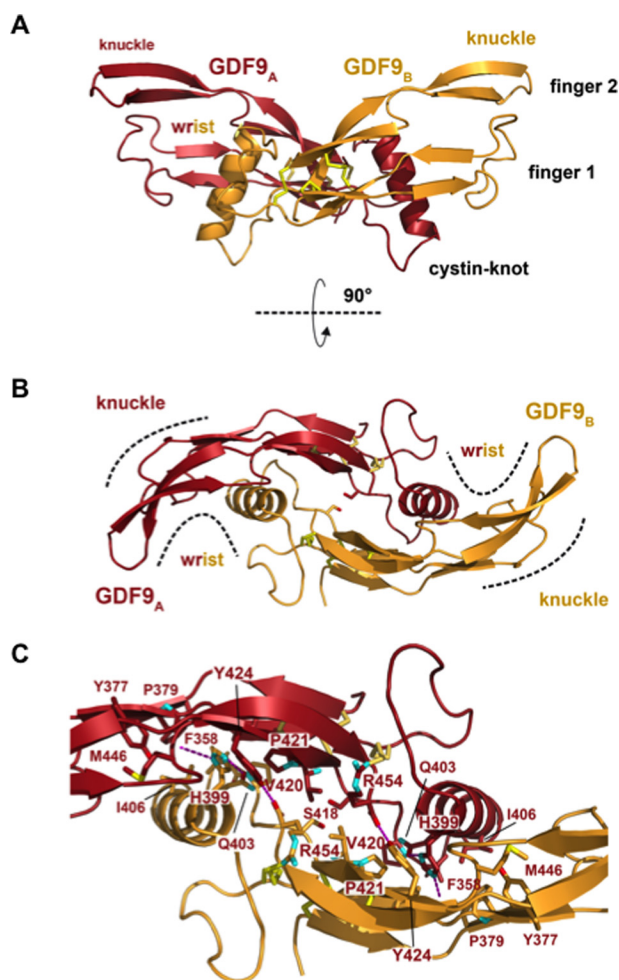 A
knuckle
GDF9A
GDF9B
knuckle
finger 2
wrist
finger 1
cystin-knot
90°
B
knuckle
GDF9B
wrist
wrist
GDF9A
knuckle
C
Y424
Y377
P379
F358
P421
Q403
M446
V420
R454
H399
I406
S418
I406
H399
Q403
R454
V420
M446
P421
F358
Y424
P379
Y377